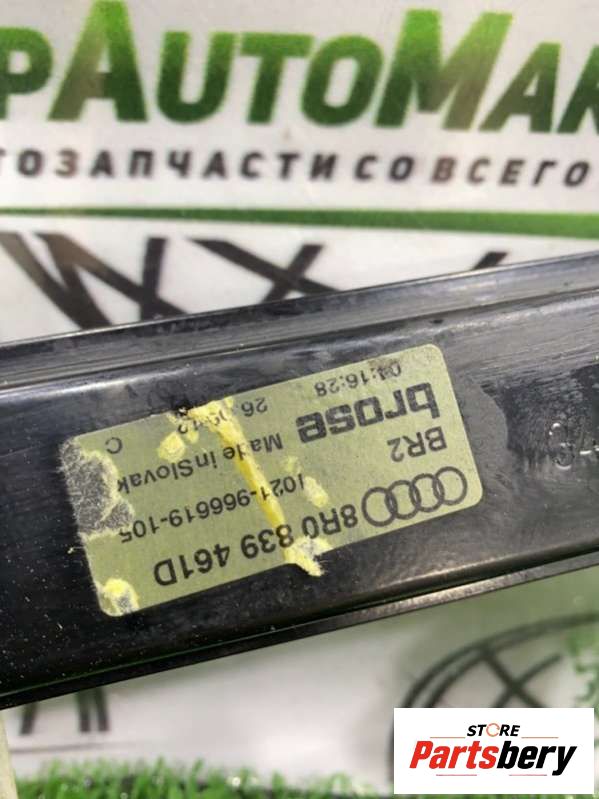 PAUTOMAR
ТОЗАПЧАСТИ СО ВСЕГО
8R0 839 461D
1021-966619-105
BR2
Made in Slovak
C
brose
04:16:28
STORE
Partsbery